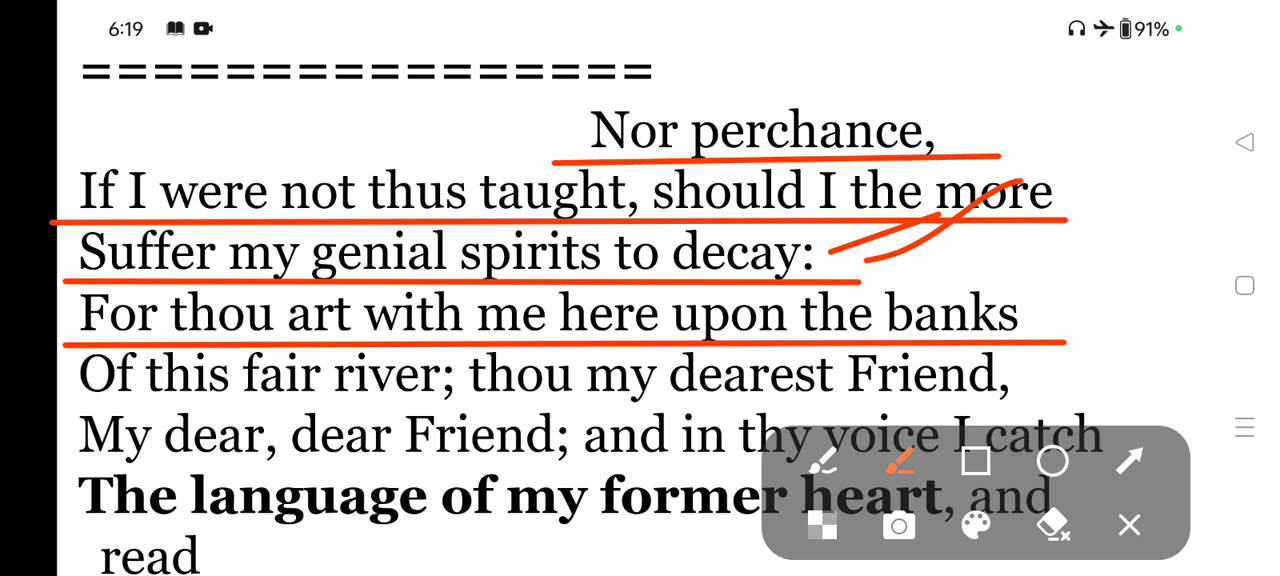 6:19 91%
=================
Nor perchance,
If I were not thus taught, should I the more
Suffer my genial spirits to decay:
For thou art with me here upon the banks
Of this fair river; thou my dearest Friend,
My dear, dear Friend; and in thy voice I catch
The language of my former heart, and
read